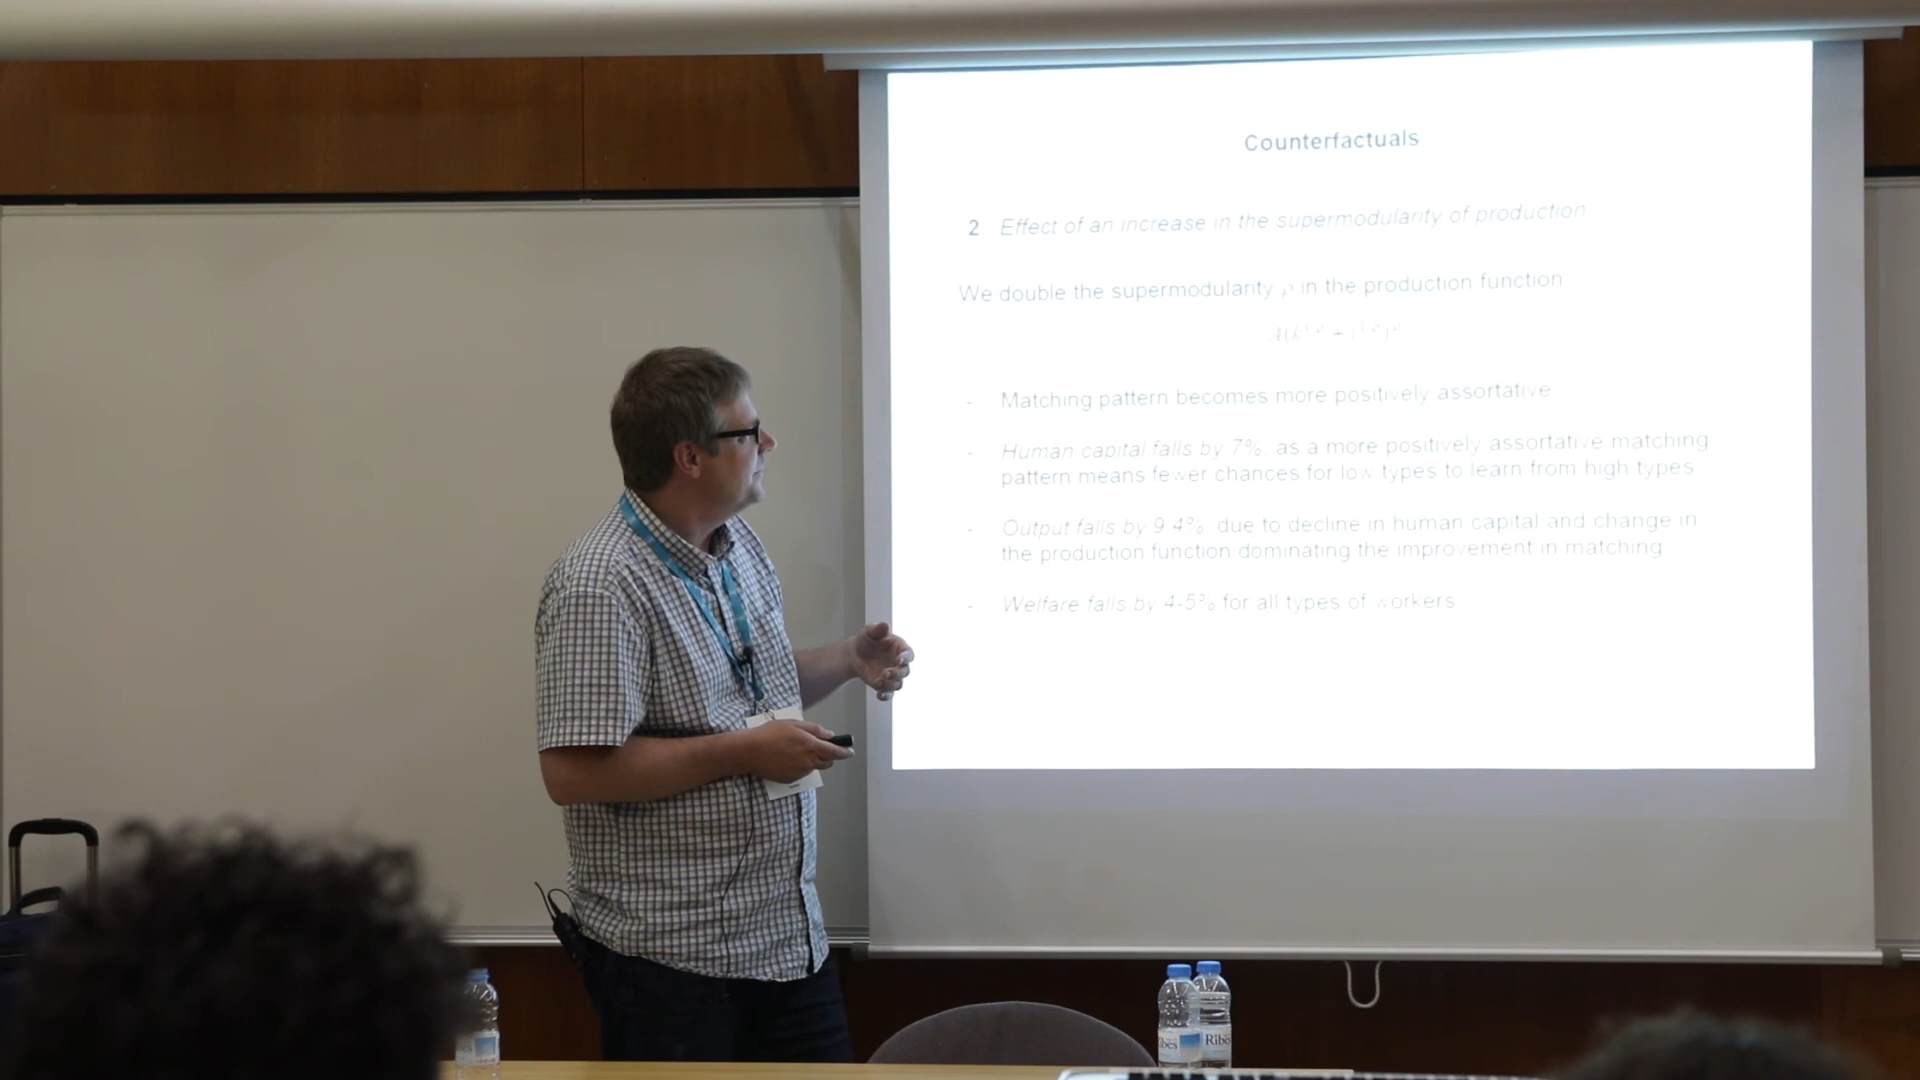 Counterfactuals
2 Effect of an increase in the supermodularity of production
We double the supermodularity ρ in the production function
- Matching pattern becomes more positively assortative
- Human capital falls by 7%, as a more positively assortative matching
pattern means fewer chances for low types to learn from high types
- Output falls by 9.4%, due to decline in human capital and change in
the production function dominating the improvement in matching
- Welfare falls by 4-5% for all types of workers
Ribes